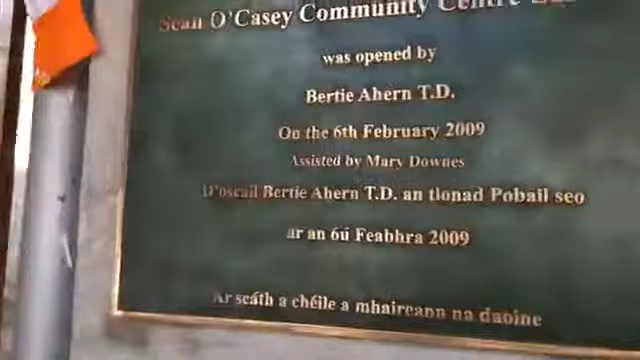 Sean O'Casey Community Centre
was opened by
Bertie Ahern T.D.
On the 6th February 2009
Assisted by Mary Downes
D'oscail Bertie Ahern T.D. an tIonad Pobail seo
ar an 6ú Feabhra 2009
Ar scáth a chéile a mhaireann na daoine